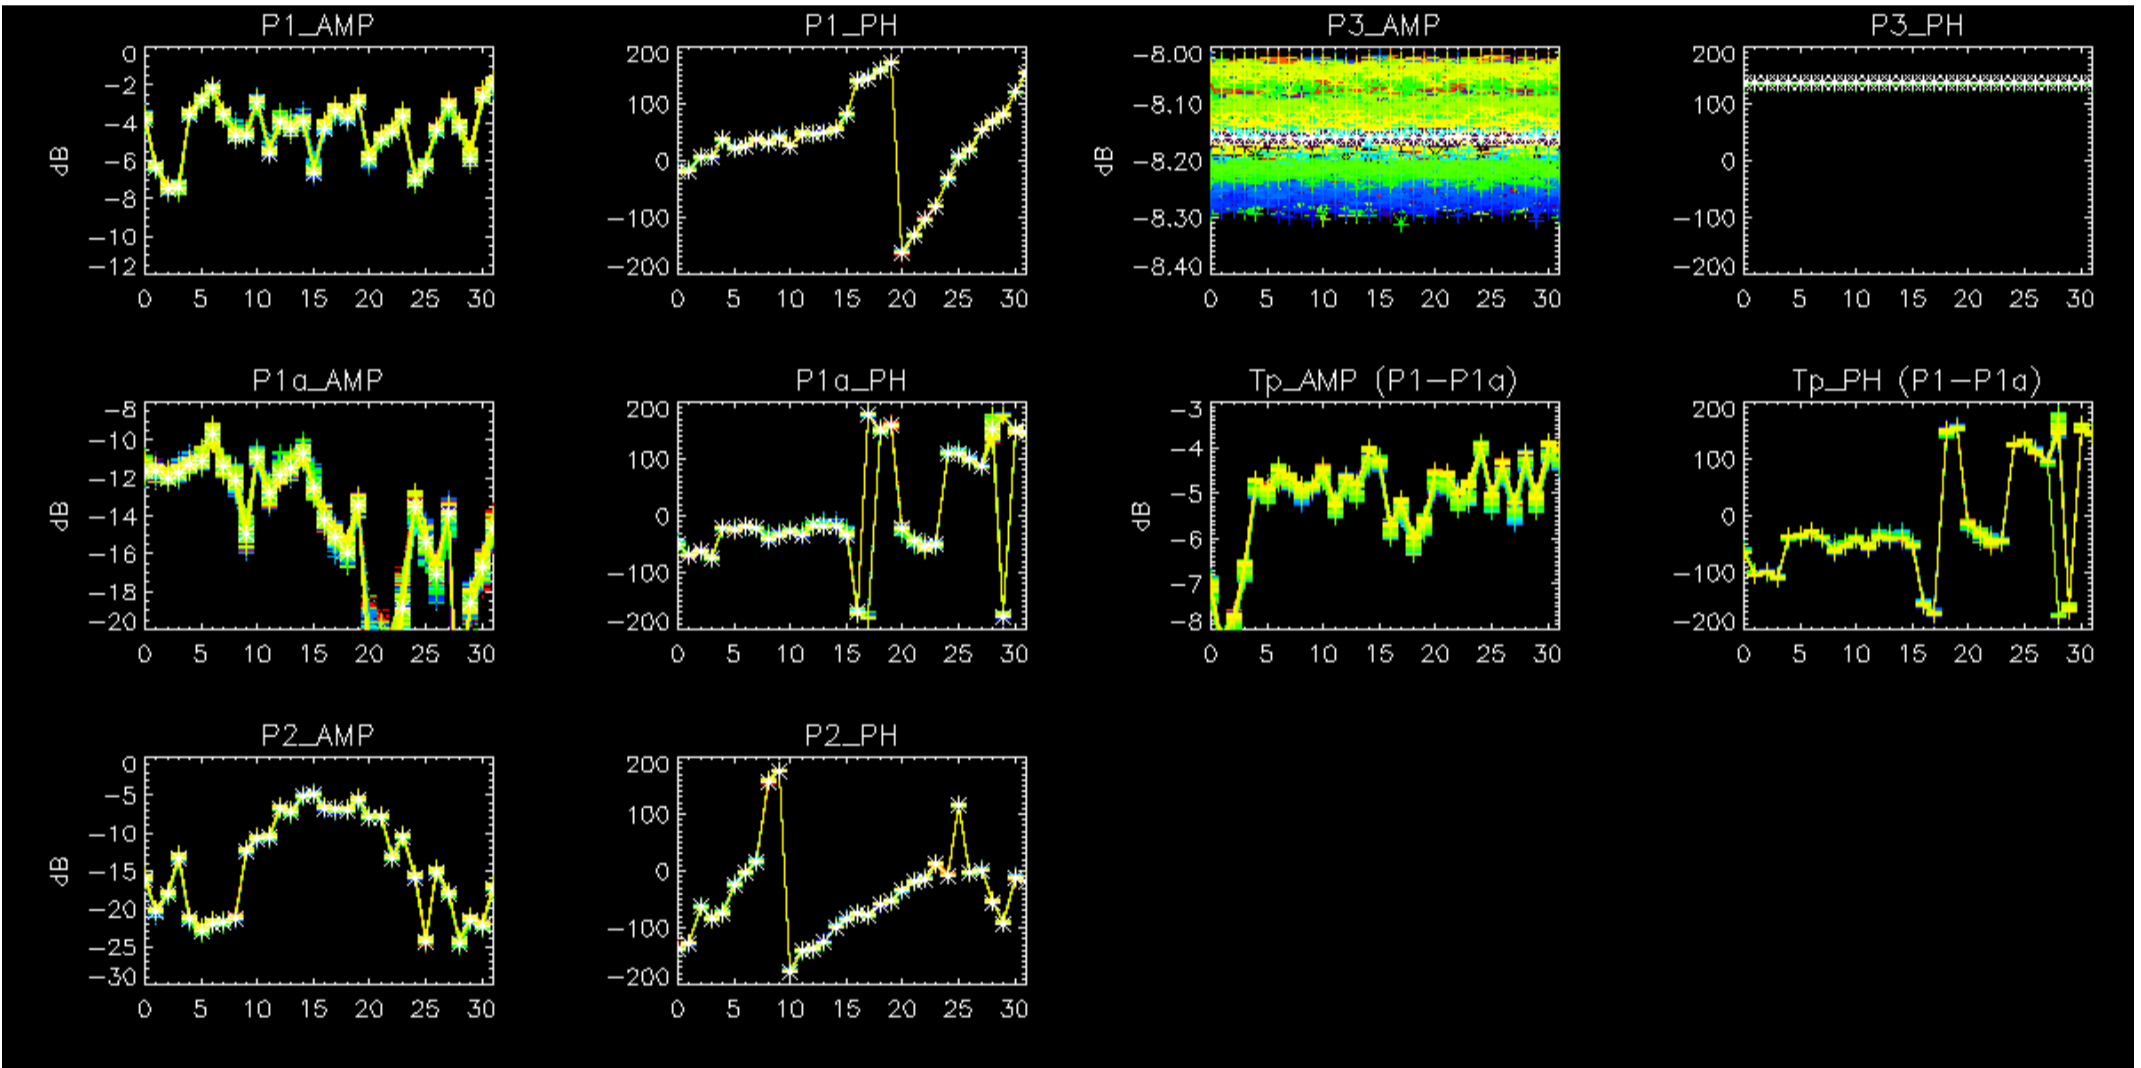 P1_AMP
dB
0
−2
−4
−6
−8
−10
−12
0 5 10 15 20 25 30
P1_PH
200
100
0
−100
−200
0 5 10 15 20 25 30
P3_AMP
dB
−8.00
−8.10
−8.20
−8.30
−8.40
0 5 10 15 20 25 30
P3_PH
200
100
0
−100
−200
0 5 10 15 20 25 30
P1a_AMP
dB
−8
−10
−12
−14
−16
−18
−20
0 5 10 15 20 25 30
P1a_PH
200
100
0
−100
−200
0 5 10 15 20 25 30
Tp_AMP (P1−P1a)
dB
−3
−4
−5
−6
−7
−8
0 5 10 15 20 25 30
Tp_PH (P1−P1a)
200
100
0
−100
−200
0 5 10 15 20 25 30
P2_AMP
dB
0
−5
−10
−15
−20
−25
−30
0 5 10 15 20 25 30
P2_PH
200
100
0
−100
−200
0 5 10 15 20 25 30